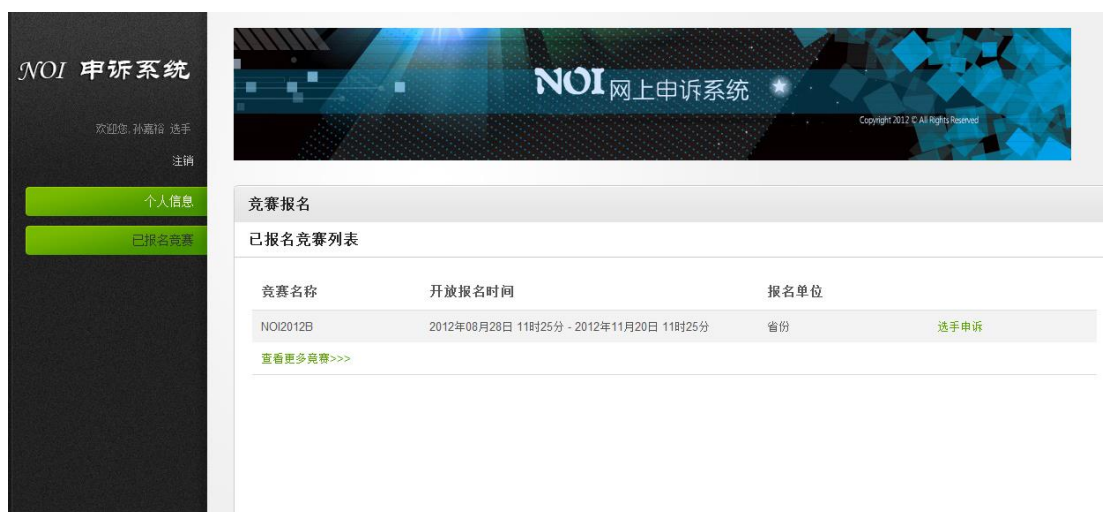 NOI 申诉系统
欢迎您, 孙嘉裕 选手
注销
个人信息
已报名竞赛
NOI网上申诉系统
Copyright 2012 © All Rights Reserved
竞赛报名
已报名竞赛列表
竞赛名称 开放报名时间 报名单位
NOI2012B 2012年08月28日 11时25分 - 2012年11月20日 11时25分 省份 选手申诉
查看更多竞赛>>>